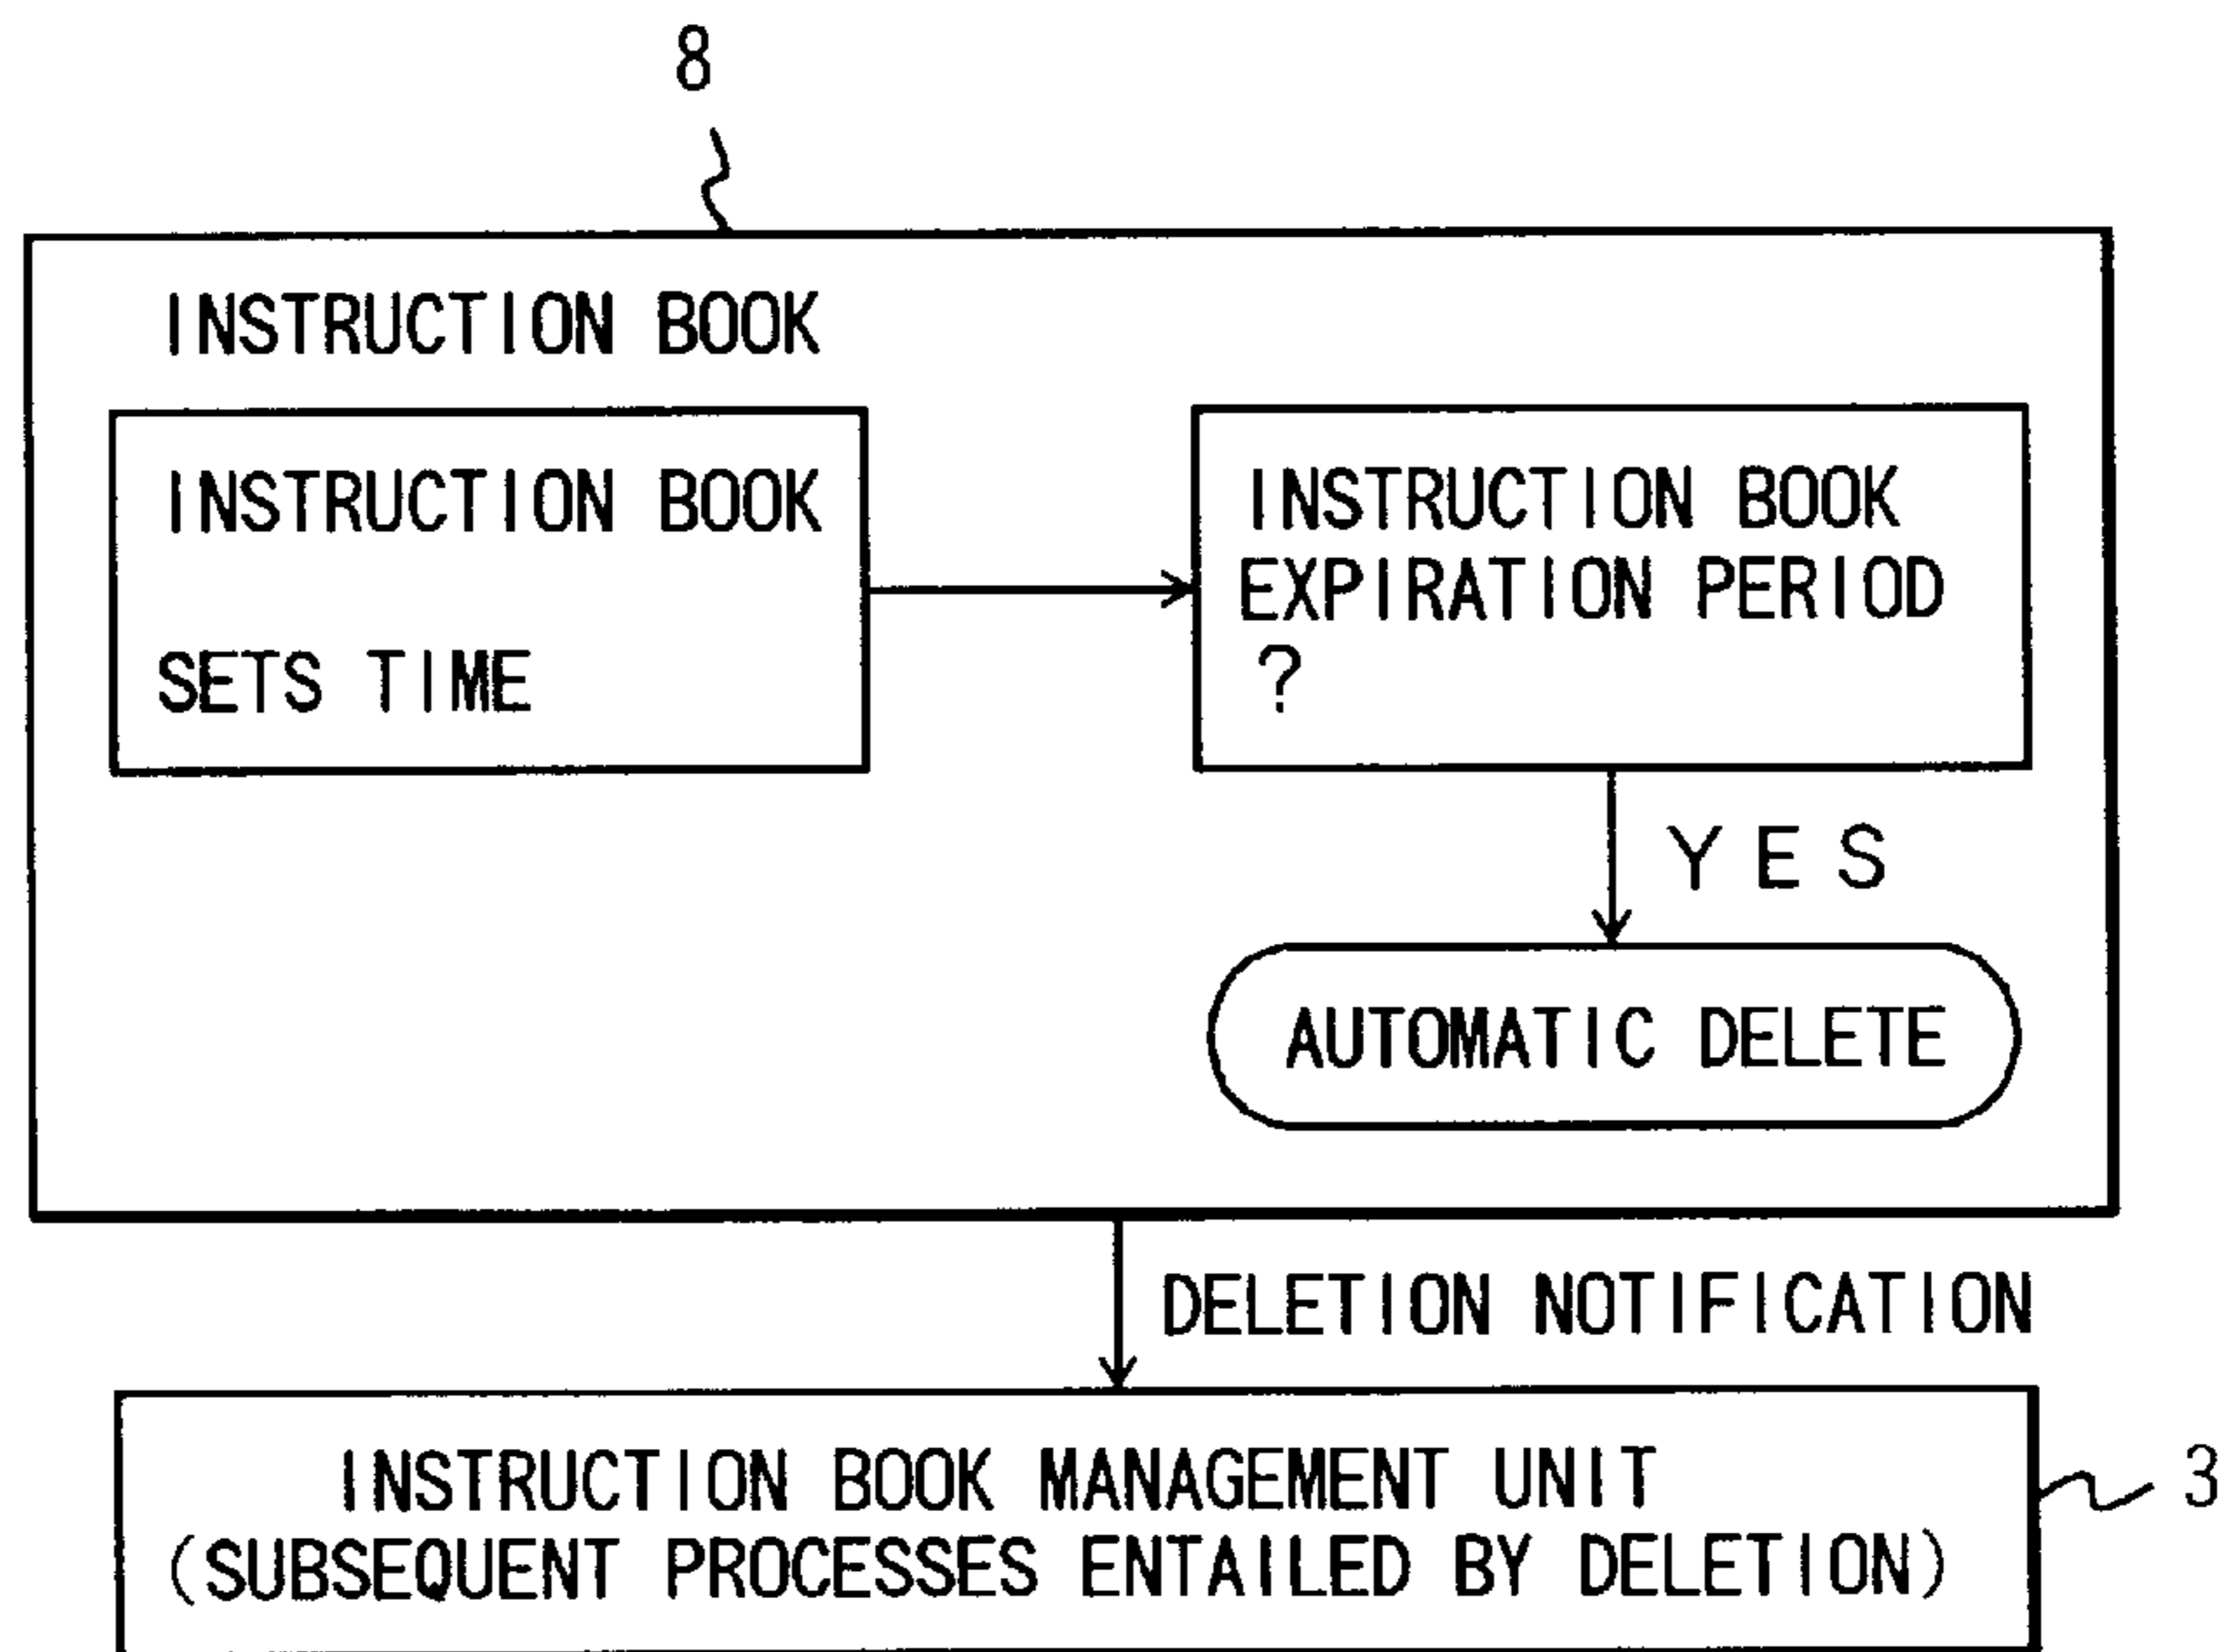 8
INSTRUCTION BOOK
INSTRUCTION BOOK
SETS TIME
INSTRUCTION BOOK
EXPIRATION PERIOD
?
YES
AUTOMATIC DELETE
DELETION NOTIFICATION
INSTRUCTION BOOK MANAGEMENT UNIT
(SUBSEQUENT PROCESSES ENTAILED BY DELETION)
3